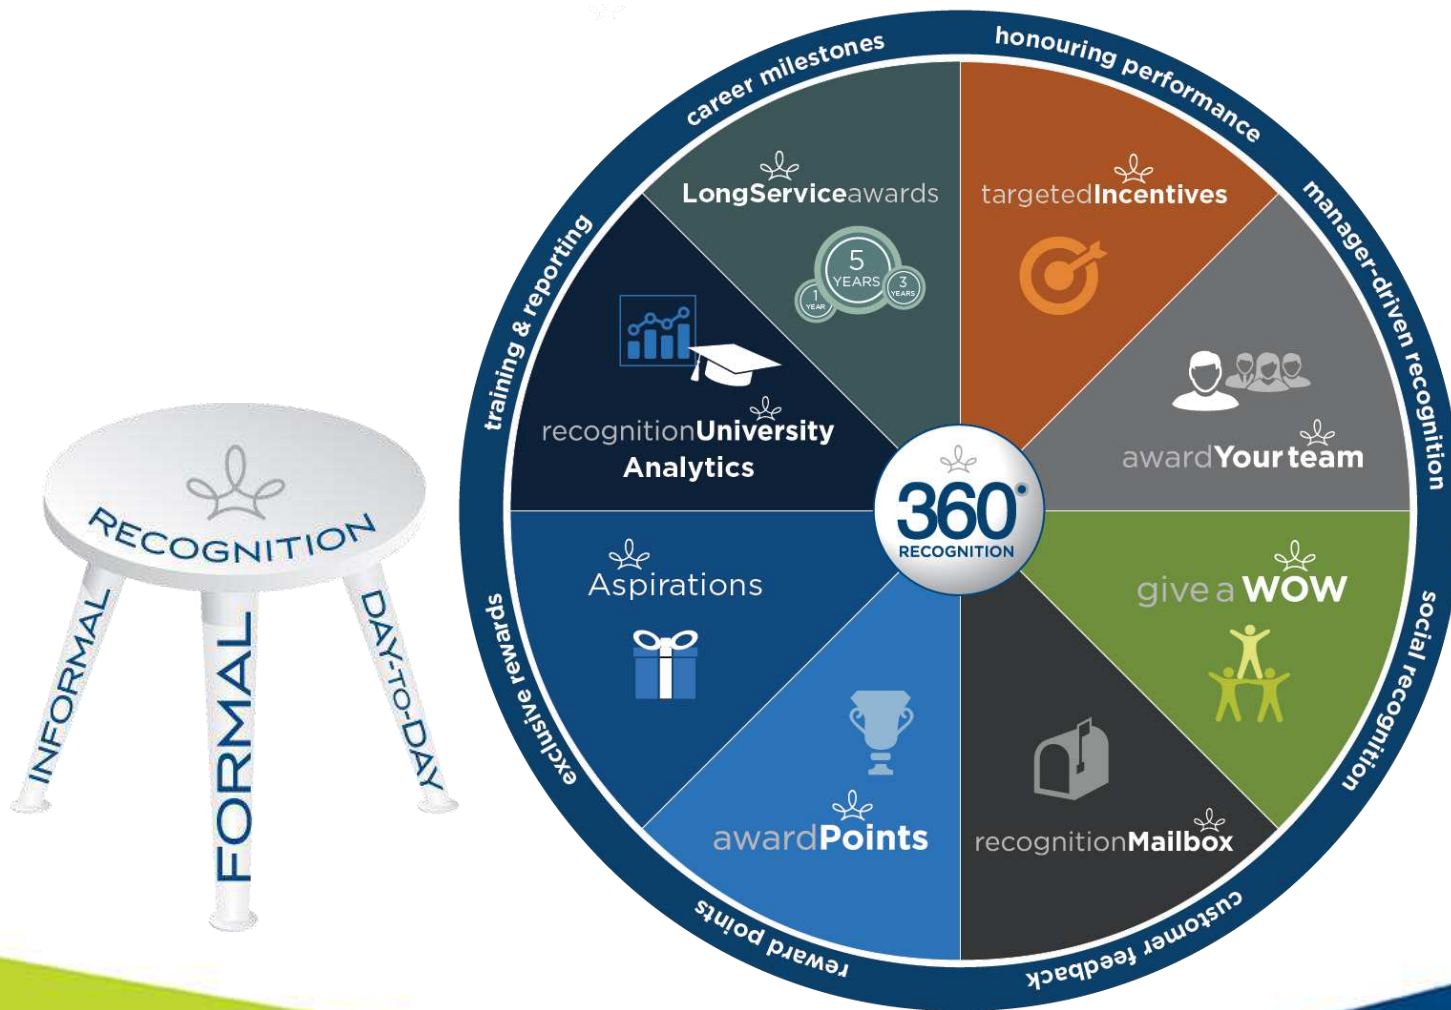 RECOGNITION
INFORMAL
FORMAL
DAY-TO-DAY
career milestones
honouring performance
manager-driven recognition
social recognition
customer feedback
reward points
exclusive rewards
training & reporting
LongServiceawards
5
YEARS
1
YEAR
3
YEARS
targetedIncentives
awardYourteam
give a WOW
recognitionMailbox
awardPoints
Aspirations
recognitionUniversity
Analytics
360°
RECOGNITION